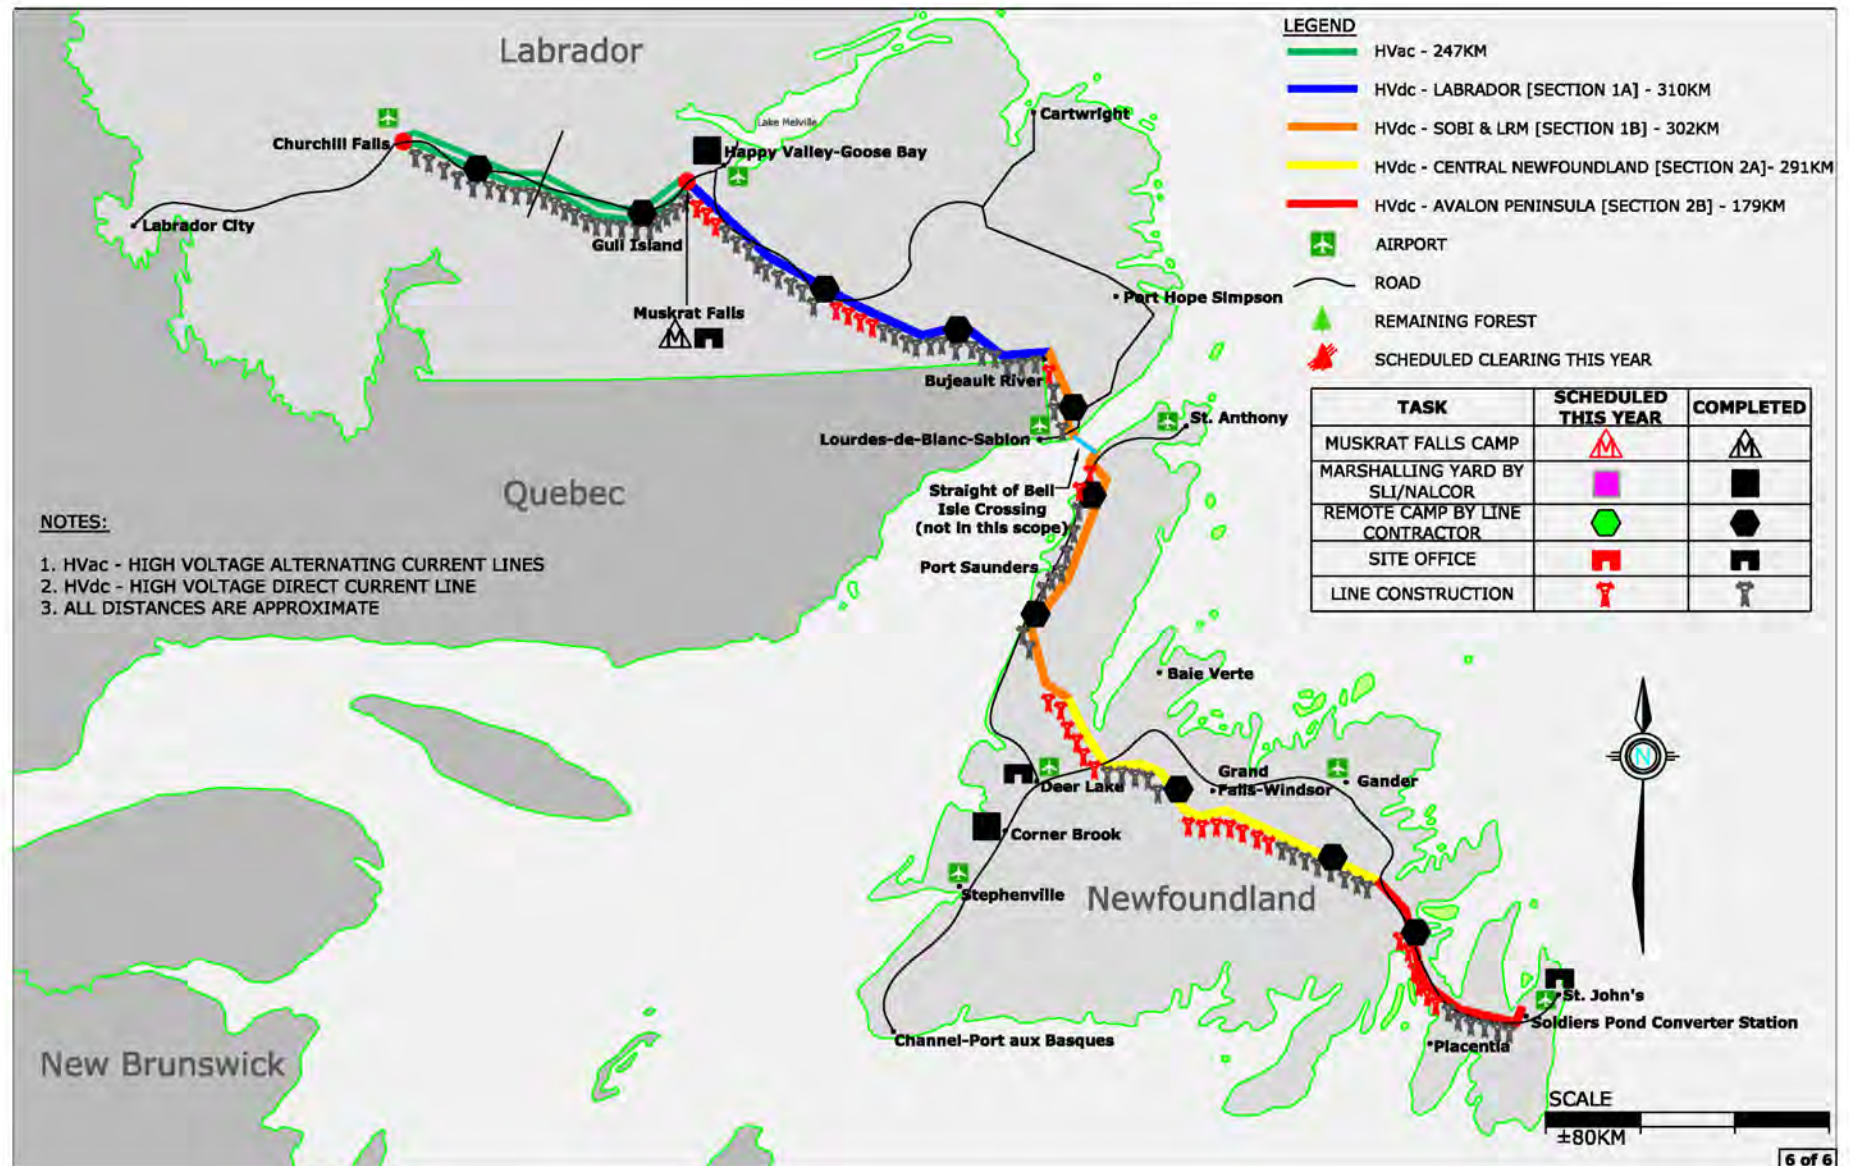 Labrador
LEGEND
HVac - 247KM
HVdc - LABRADOR [SECTION 1A] - 310KM
HVdc - SOBI & LRM [SECTION 1B] - 302KM
HVdc - CENTRAL NEWFOUNDLAND [SECTION 2A]- 291KM
HVdc - AVALON PENINSULA [SECTION 2B] - 179KM
AIRPORT
ROAD
REMAINING FOREST
SCHEDULED CLEARING THIS YEAR
TASK
SCHEDULED
THIS YEAR
COMPLETED
MUSKRAT FALLS CAMP
MARSHALLING YARD BY
SLI/NALCOR
REMOTE CAMP BY LINE
CONTRACTOR
SITE OFFICE
LINE CONSTRUCTION
Lake Melville
Cartwright
Churchill Falls
Happy Valley-Goose Bay
Labrador City
Gull Island
Port Hope Simpson
Muskrat Falls
Bujeault River
St. Anthony
Lourdes-de-Blanc-Sablon
Quebec
Straight of Bell
Isle Crossing
(not in this scope)
NOTES:
1. HVac - HIGH VOLTAGE ALTERNATING CURRENT LINES
2. HVdc - HIGH VOLTAGE DIRECT CURRENT LINE
3. ALL DISTANCES ARE APPROXIMATE
Port Saunders
Baie Verte
N
Grand
Falls-Windsor
Gander
Deer Lake
Corner Brook
Stephenville
Newfoundland
St. John's
Soldiers Pond Converter Station
Channel-Port aux Basques
Placentia
New Brunswick
SCALE
±80KM
6 of 6